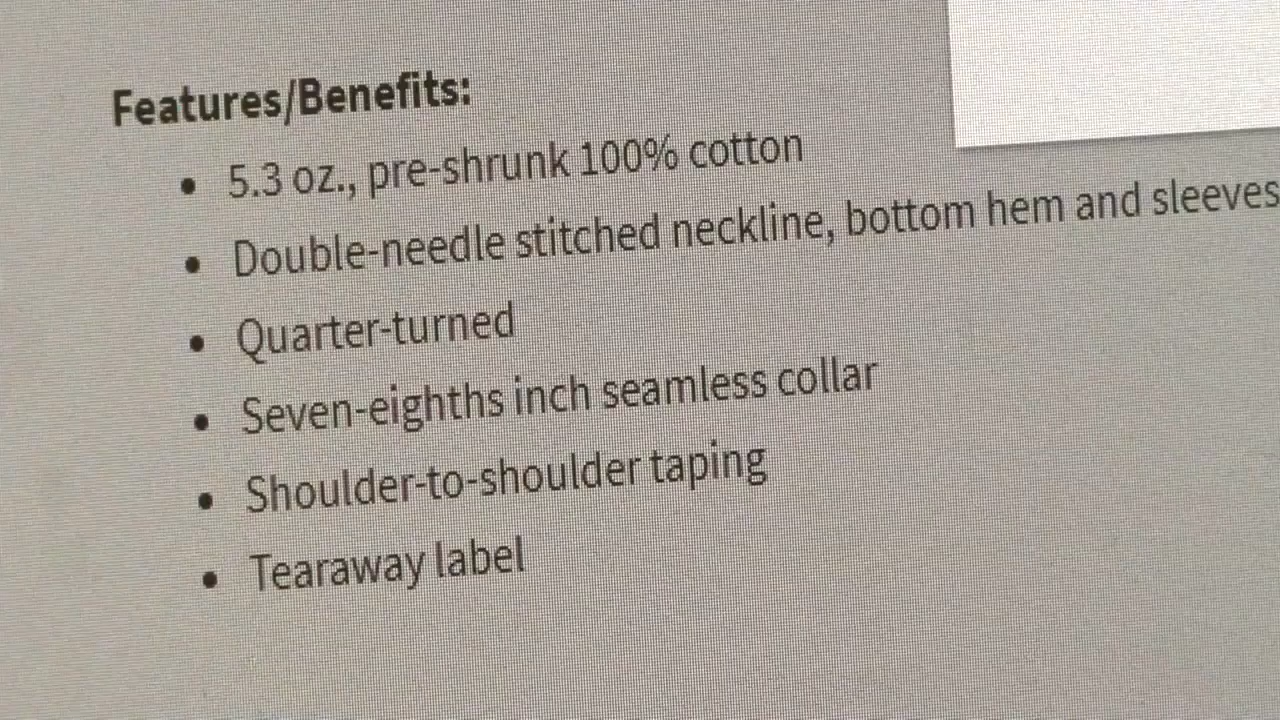 Features/Benefits:
• 5.3 oz., pre-shrunk 100% cotton
• Double-needle stitched neckline, bottom hem and sleeves
• Quarter-turned
• Seven-eighths inch seamless collar
• Shoulder-to-shoulder taping
• Tearaway label